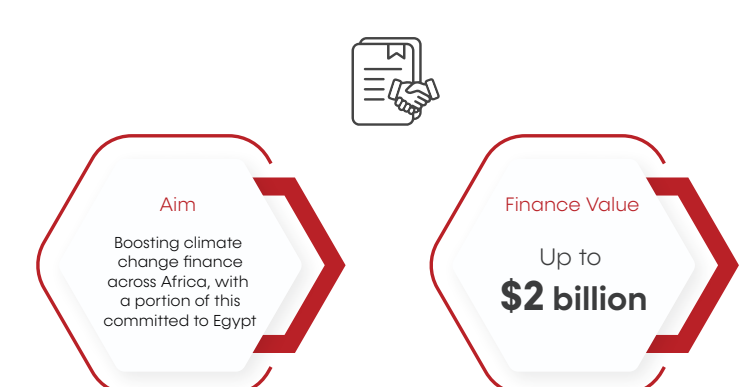 Aim
Boosting climate
change finance
across Africa, with
a portion of this
committed to Egypt
Finance Value
Up to
$2 billion